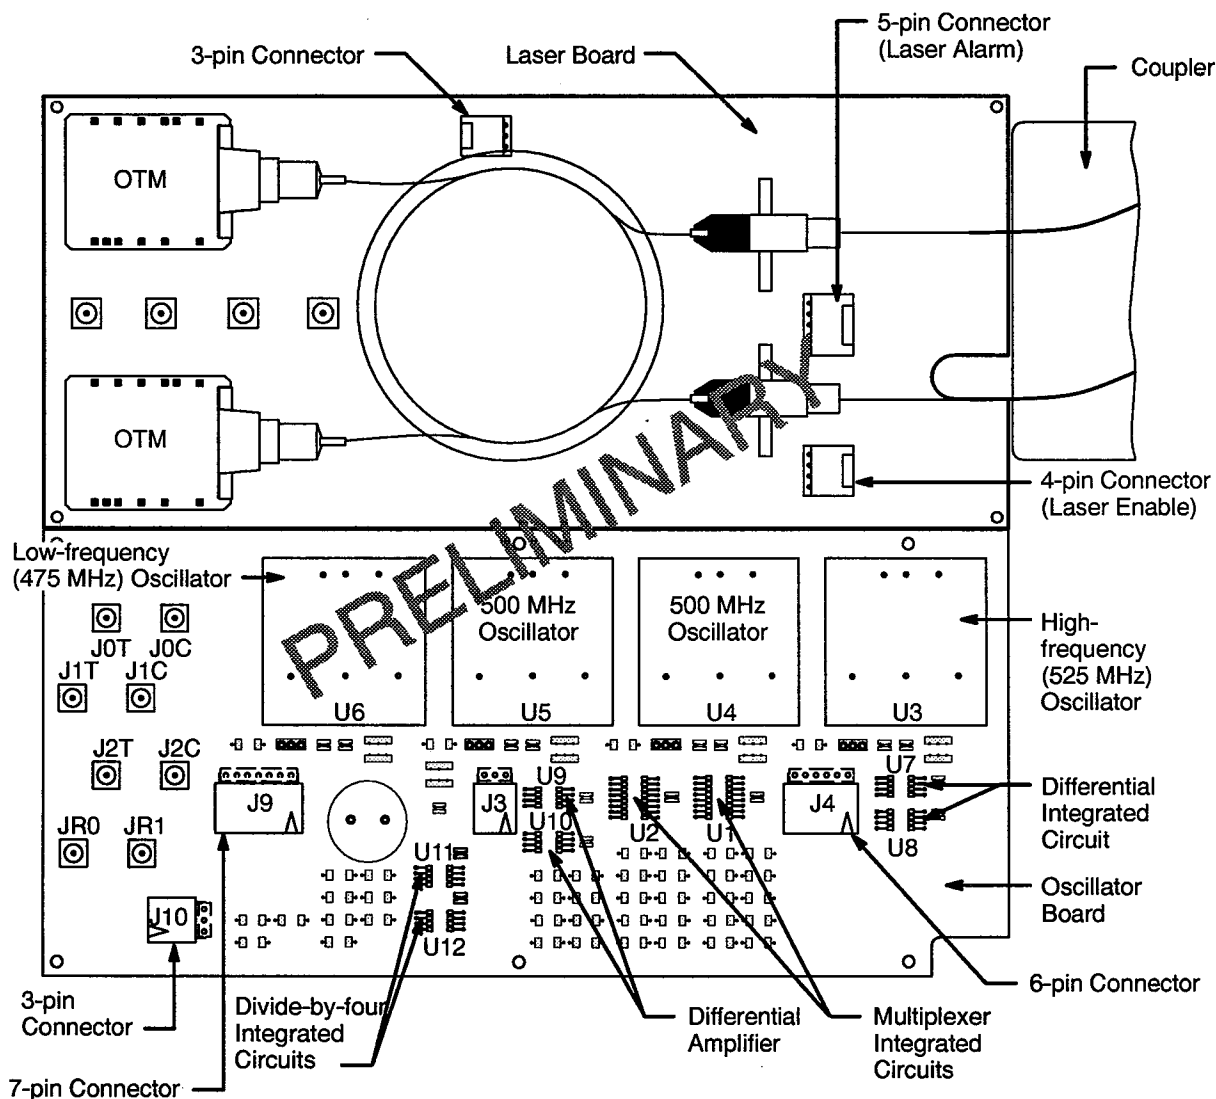 5-pin Connector
(Laser Alarm)
3-pin Connector
Laser Board
Coupler
OTM
OTM
4-pin Connector
(Laser Enable)
PRELIMINARY
Low-frequency
(475 MHz) Oscillator
500 MHz
Oscillator
500 MHz
Oscillator
High-
frequency
(525 MHz)
Oscillator
J0T
J0C
J1T
J1C
U6
U5
U4
U3
J2T
J2C
J9
J3
U9
U10
U2
U1
J4
U7
U8
Differential
Integrated
Circuit
JR0
JR1
U11
U12
J10
Oscillator
Board
3-pin
Connector
Divide-by-four
Integrated
Circuits
Differential
Amplifier
Multiplexer
Integrated
Circuits
6-pin Connector
7-pin Connector